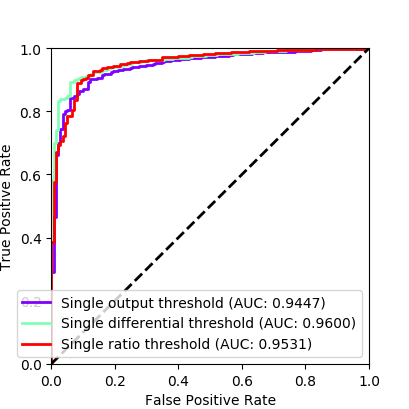 1.0
0.8
0.6
0.4
0.2
0.0
True Positive Rate
Single output threshold (AUC: 0.9447)
Single differential threshold (AUC: 0.9600)
Single ratio threshold (AUC: 0.9531)
0.0 0.2 0.4 0.6 0.8 1.0
False Positive Rate